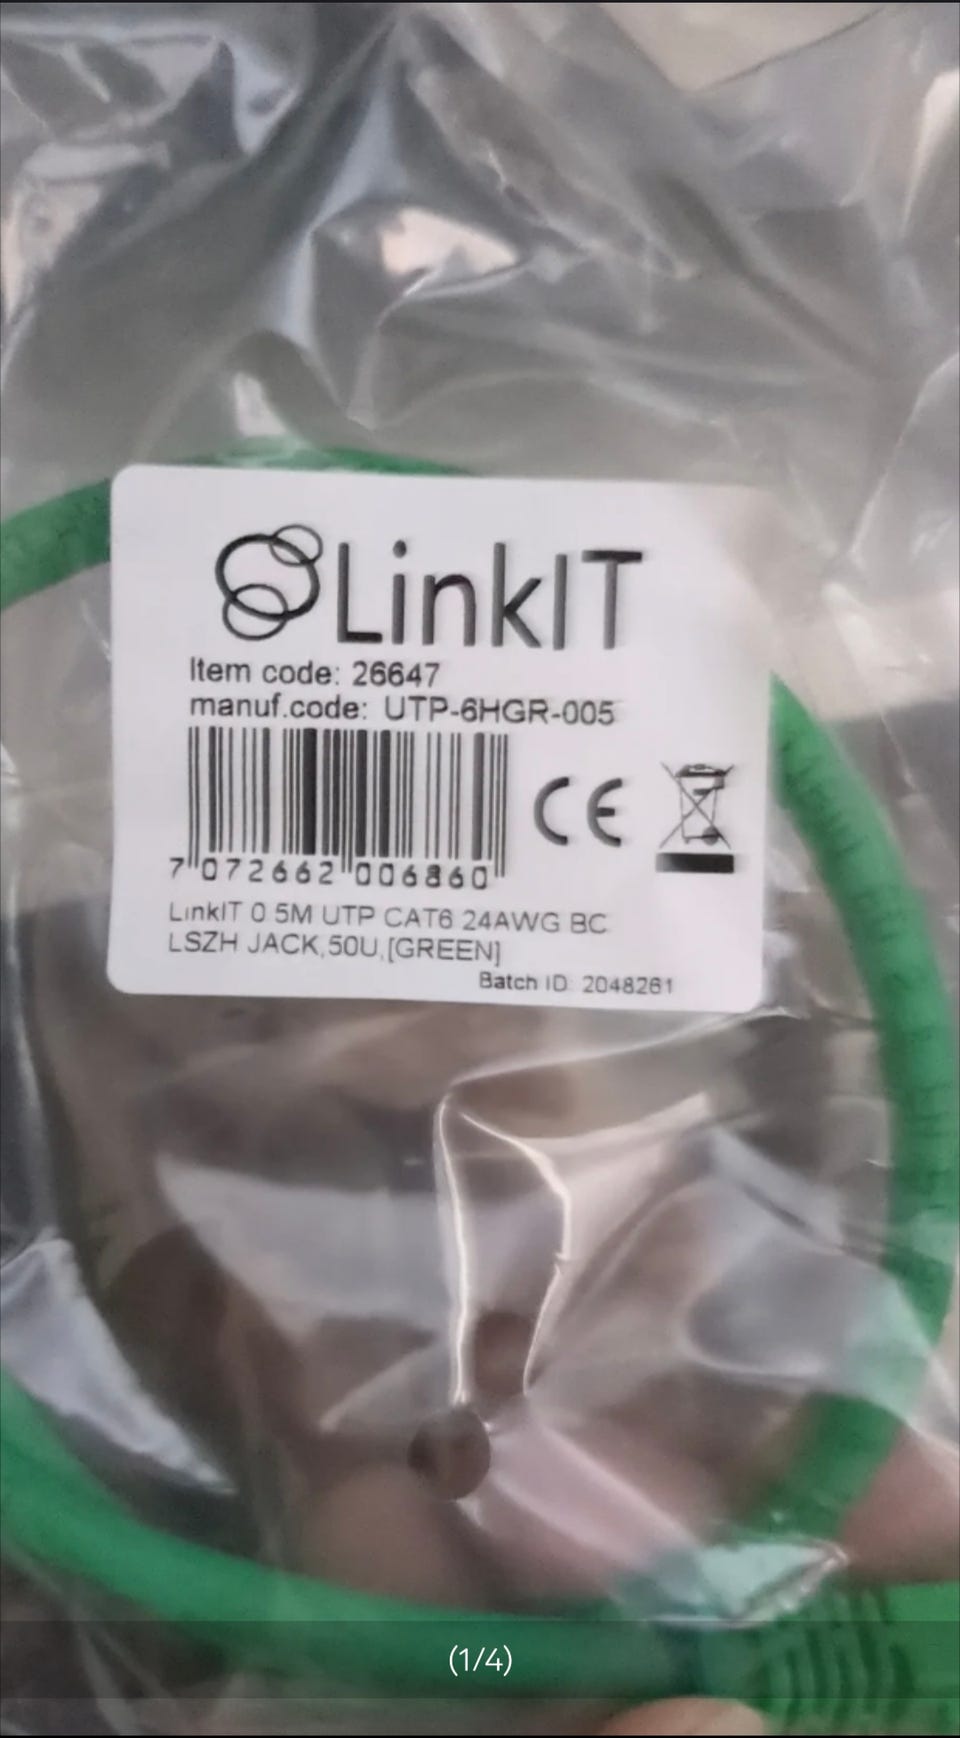 LinkIT
Item code: 26647
manuf.code: UTP-6HGR-005
CE
7 072662 006860
LinkIT 0.5M UTP CAT6 24AWG BC
LSZH JACK,50U,[GREEN]
Batch ID: 2048261
(1/4)